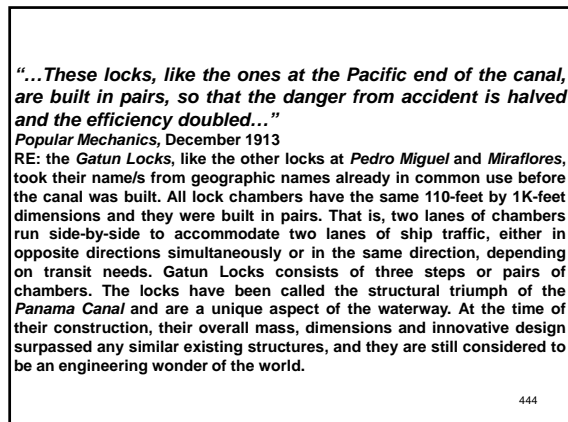 “…These locks, like the ones at the Pacific end of the canal,
are built in pairs, so that the danger from accident is halved
and the efficiency doubled…”
Popular Mechanics, December 1913
RE: the Gatun Locks, like the other locks at Pedro Miguel and Miraflores,
took their name/s from geographic names already in common use before
the canal was built. All lock chambers have the same 110-feet by 1K-feet
dimensions and they were built in pairs. That is, two lanes of chambers
run side-by-side to accommodate two lanes of ship traffic, either in
opposite directions simultaneously or in the same direction, depending
on transit needs. Gatun Locks consists of three steps or pairs of
chambers. The locks have been called the structural triumph of the
Panama Canal and are a unique aspect of the waterway. At the time of
their construction, their overall mass, dimensions and innovative design
surpassed any similar existing structures, and they are still considered to
be an engineering wonder of the world.
444